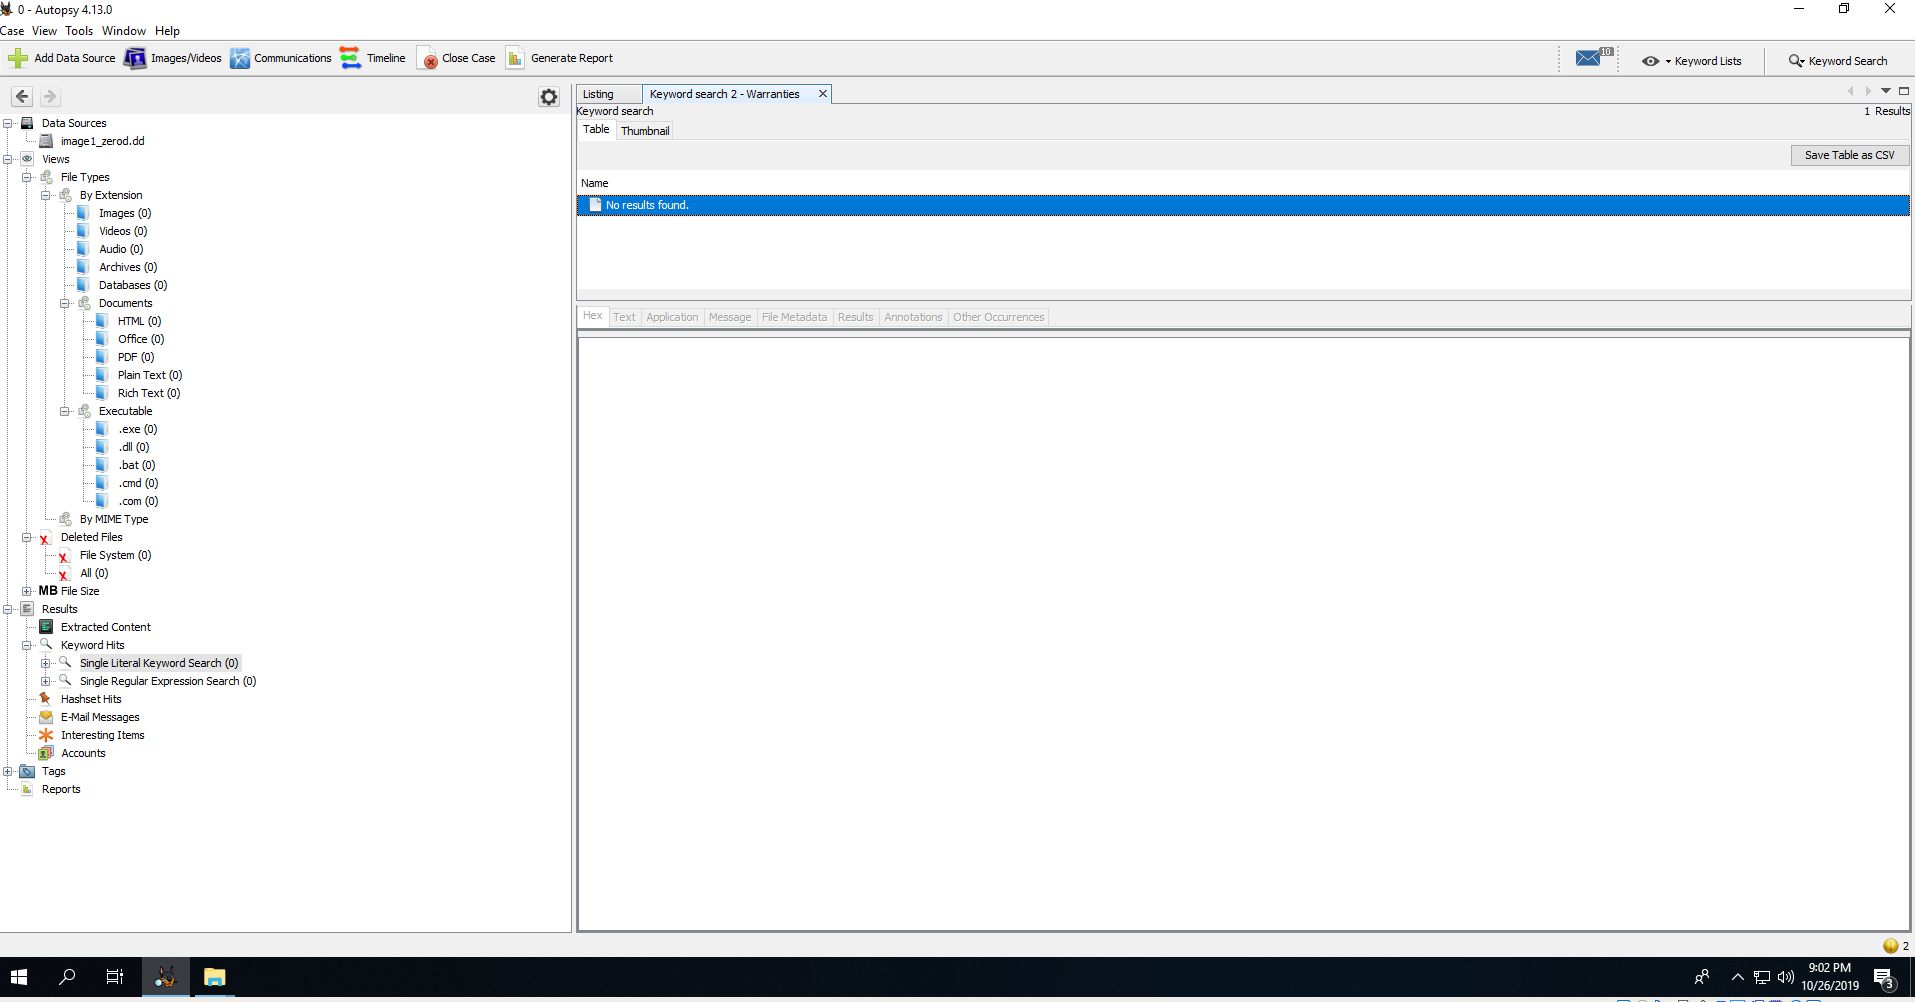 0 - Autopsy 4.13.0
Case View Tools Window Help
Add Data Source Images/Videos Communications Timeline Close Case Generate Report 10 Keyword Lists Keyword Search
Data Sources
image1_zerod.dd
Views
File Types
By Extension
Images (0)
Videos (0)
Audio (0)
Archives (0)
Databases (0)
Documents
HTML (0)
Office (0)
PDF (0)
Plain Text (0)
Rich Text (0)
Executable
.exe (0)
.dll (0)
.bat (0)
.cmd (0)
.com (0)
By MIME Type
Deleted Files
File System (0)
All (0)
MB File Size
Results
Extracted Content
Keyword Hits
Single Literal Keyword Search (0)
Single Regular Expression Search (0)
Hashset Hits
E-Mail Messages
Interesting Items
Accounts
Tags
Reports
Listing Keyword search 2 - Warranties
Keyword search 1 Results
Table Thumbnail
Save Table as CSV
Name
No results found.
Hex Text Application Message File Metadata Results Annotations Other Occurrences
2
9:02 PM
10/26/2019
3